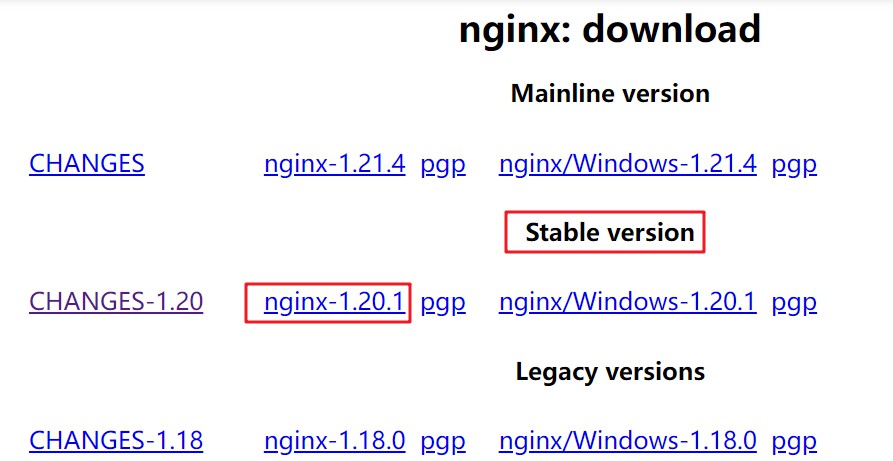 nginx: download
Mainline version
CHANGES nginx-1.21.4 pgp nginx/Windows-1.21.4 pgp
Stable version
CHANGES-1.20 nginx-1.20.1 pgp nginx/Windows-1.20.1 pgp
Legacy versions
CHANGES-1.18 nginx-1.18.0 pgp nginx/Windows-1.18.0 pgp